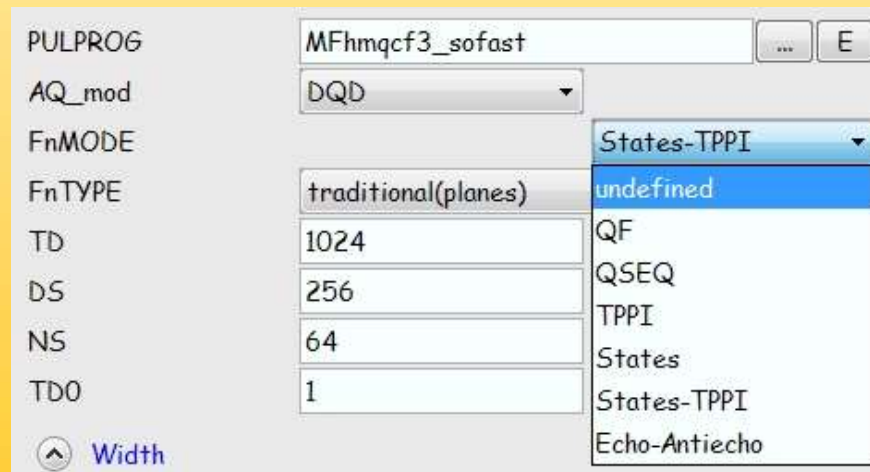 PULPROG MFhmqcf3_sofast ... E
AQ_mod DQD
FnMODE States-TPPI
FnTYPE traditional(planes) undefined
TD 1024 QF
QSEQ
DS 256 TPPI
NS 64 States
TD0 1 States-TPPI
Echo-Antiecho
Width